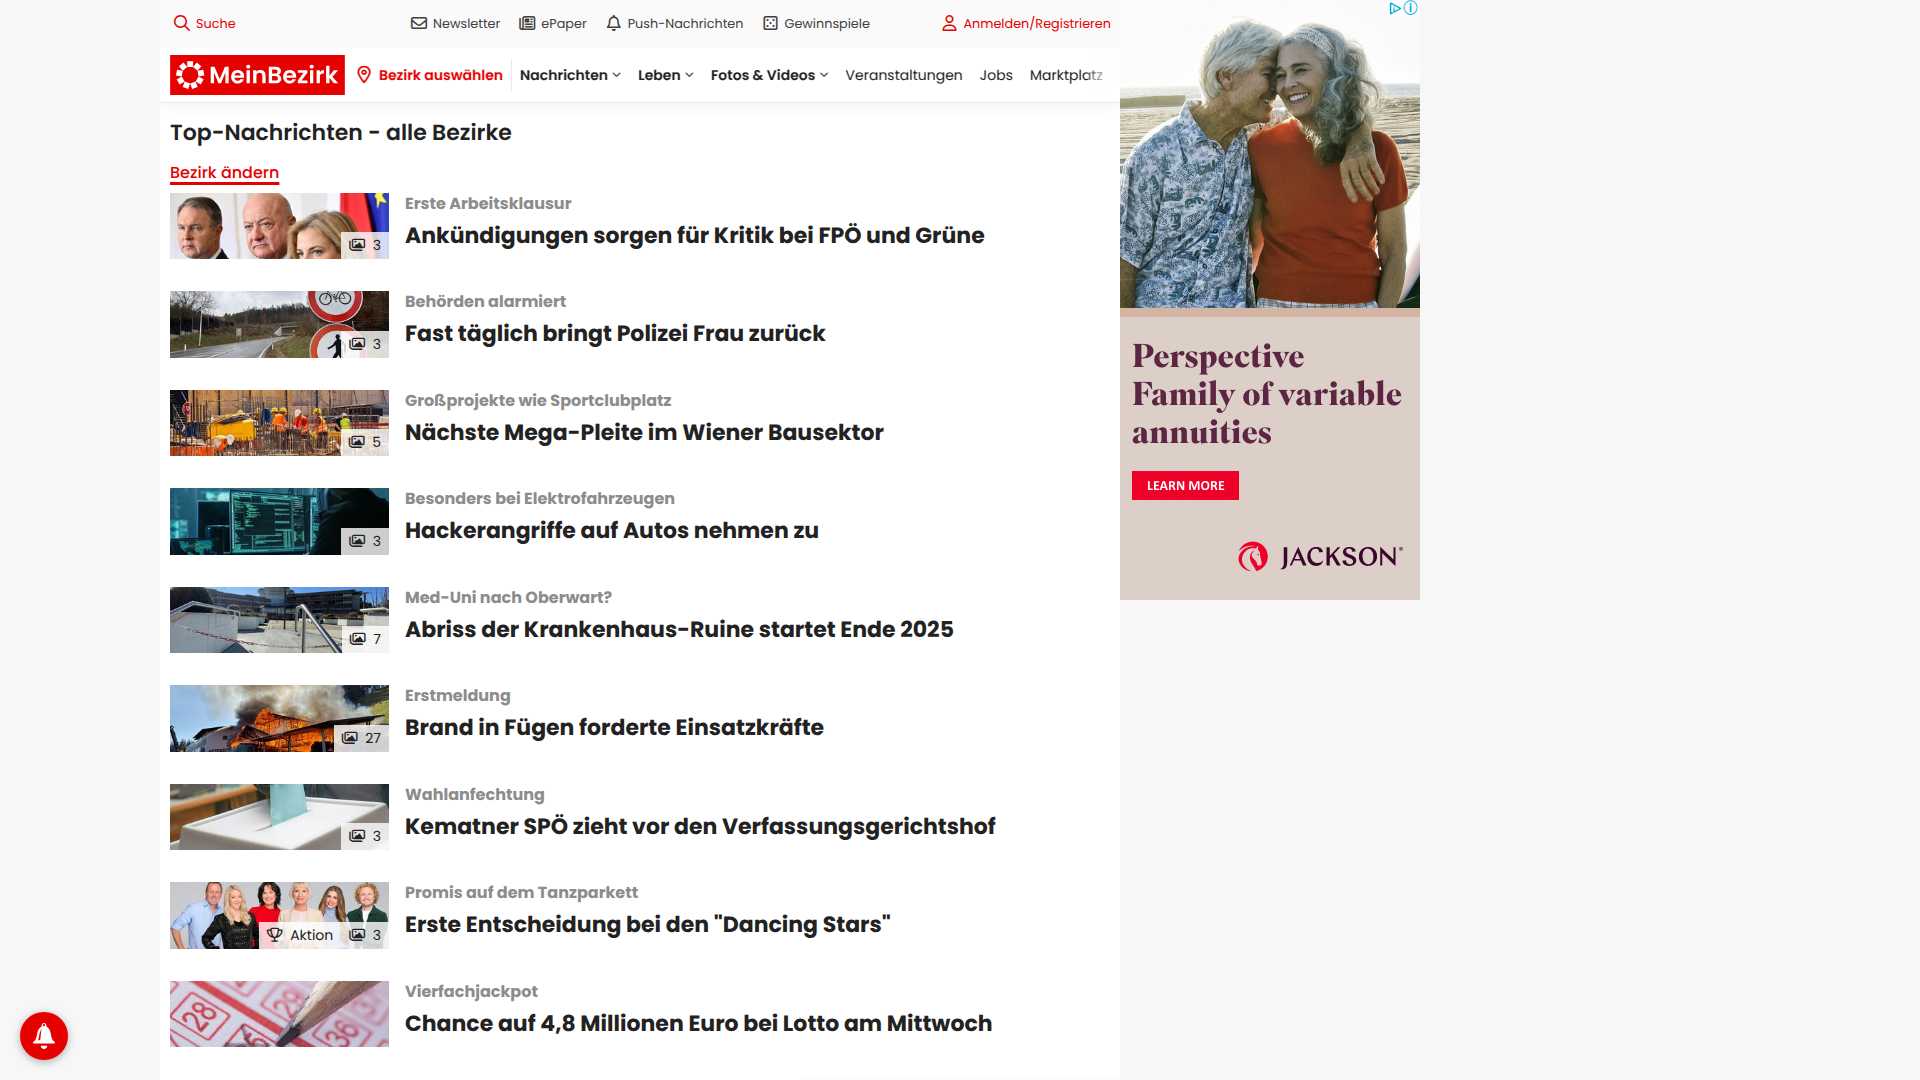 Suche
Newsletter
ePaper
Push-Nachrichten
Gewinnspiele
Anmelden/Registrieren
MeinBezirk
Bezirk auswählen
Nachrichten
Leben
Fotos & Videos
Veranstaltungen
Jobs
Marktplatz
Top-Nachrichten - alle Bezirke
Bezirk ändern
3
Erste Arbeitsklausur
Ankündigungen sorgen für Kritik bei FPÖ und Grüne
3
Behörden alarmiert
Fast täglich bringt Polizei Frau zurück
5
Großprojekte wie Sportclubplatz
Nächste Mega-Pleite im Wiener Bausektor
3
Besonders bei Elektrofahrzeugen
Hackerangriffe auf Autos nehmen zu
7
Med-Uni nach Oberwart?
Abriss der Krankenhaus-Ruine startet Ende 2025
27
Erstmeldung
Brand in Fügen forderte Einsatzkräfte
3
Wahlanfechtung
Kematner SPÖ zieht vor den Verfassungsgerichtshof
Aktion
3
Promis auf dem Tanzparkett
Erste Entscheidung bei den "Dancing Stars"
28
29
36
Vierfachjackpot
Chance auf 4,8 Millionen Euro bei Lotto am Mittwoch
Perspective
Family of variable
annuities
LEARN MORE
JACKSON®